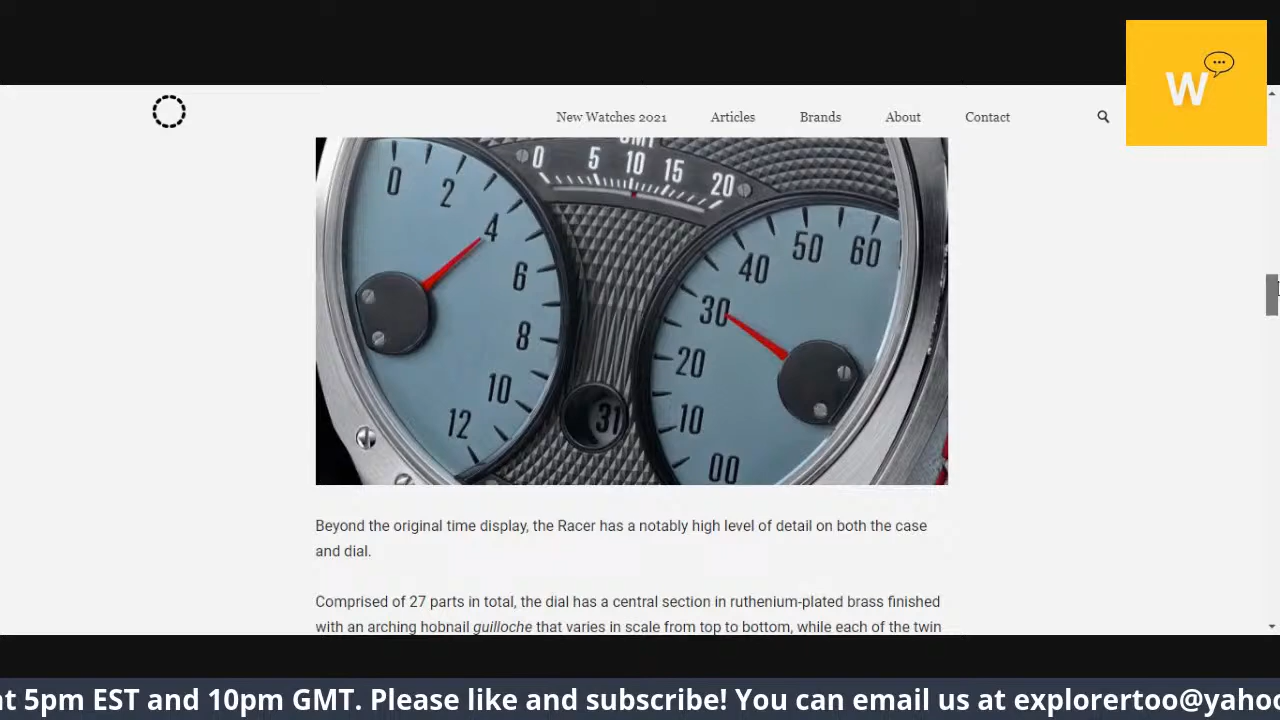 W
New Watches 2021 Articles Brands About Contact
0 5 10 15 20
0
2
4
6
8
10
12
60
50
40
30
20
10
00
31
Beyond the original time display, the Racer has a notably high level of detail on both the case
and dial.
Comprised of 27 parts in total, the dial has a central section in ruthenium-plated brass finished
with an arching hobnail guilloche that varies in scale from top to bottom, while each of the twin
at 5pm EST and 10pm GMT. Please like and subscribe! You can email us at explorertoo@yahoo